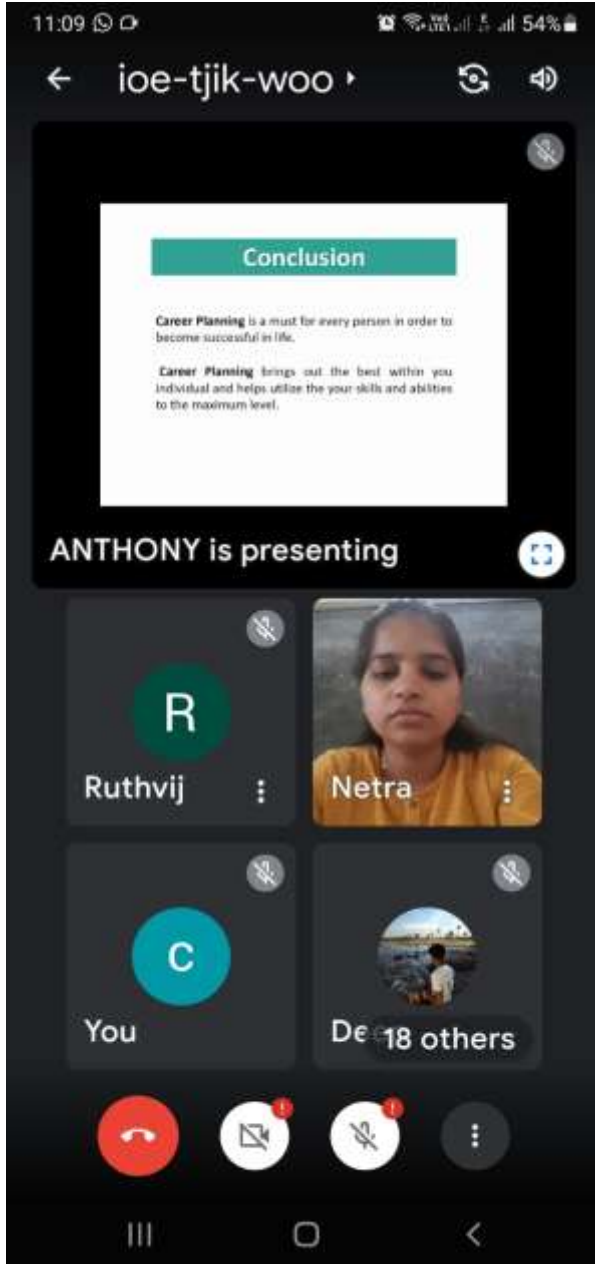 11:09 54%
ioe-tjik-woo
Conclusion
Career Planning is a must for every person in order to
become successful in life.
Career Planning brings out the best within you
individual and helps utilize the your skills and abilities
to the maximum level.
ANTHONY is presenting
R
Ruthvij
Netra
C
You
18 others